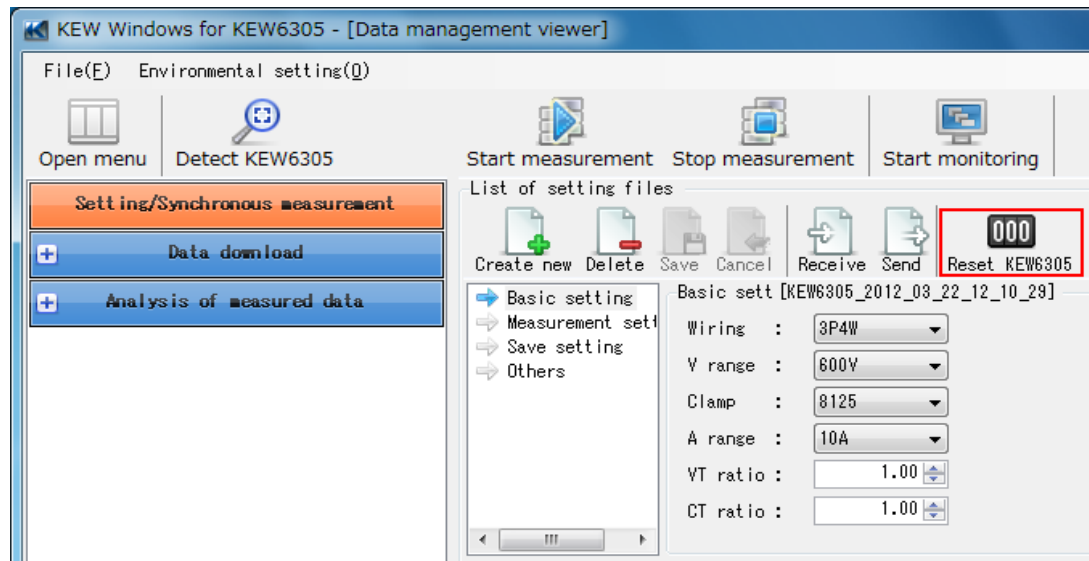 KEW Windows for KEW6305 - [Data management viewer]
File(F) Environmental setting(O)
Open menu Detect KEW6305 Start measurement Stop measurement Start monitoring
Setting/Synchronous measurement
Data download
Analysis of measured data
List of setting files
000
Create new Delete Save Cancel Receive Send Reset KEW6305
Basic setting
Measurement sett
Save setting
Others
Basic sett [KEW6305_2012_03_22_12_10_29]
Wiring : 3P4W
V range : 600V
Clamp : 8125
A range : 10A
VT ratio : 1.00
CT ratio : 1.00